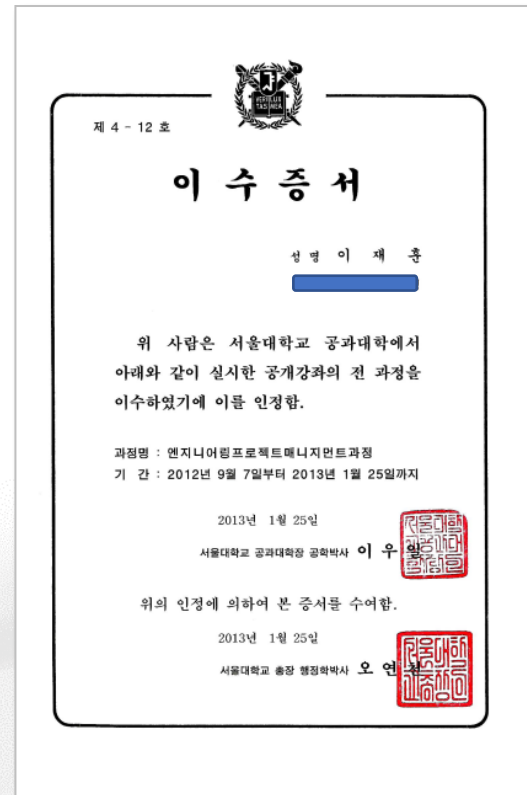 VERI LUX
TAS MEA
제 4 - 12 호
이 수 증 서
성 명 이 재 훈
위 사람은 서울대학교 공과대학에서
아래와 같이 실시한 공개강좌의 전 과정을
이수하였기에 이를 인정함.
과정명 : 엔지니어링프로젝트매니지먼트과정
기 간 : 2012년 9월 7일부터 2013년 1월 25일까지
2013년 1월 25일
서울대학교 공과대학장 공학박사 이 우 일
위의 인정에 의하여 본 증서를 수여함.
2013년 1월 25일
서울대학교 총장 행정학박사 오 연 천